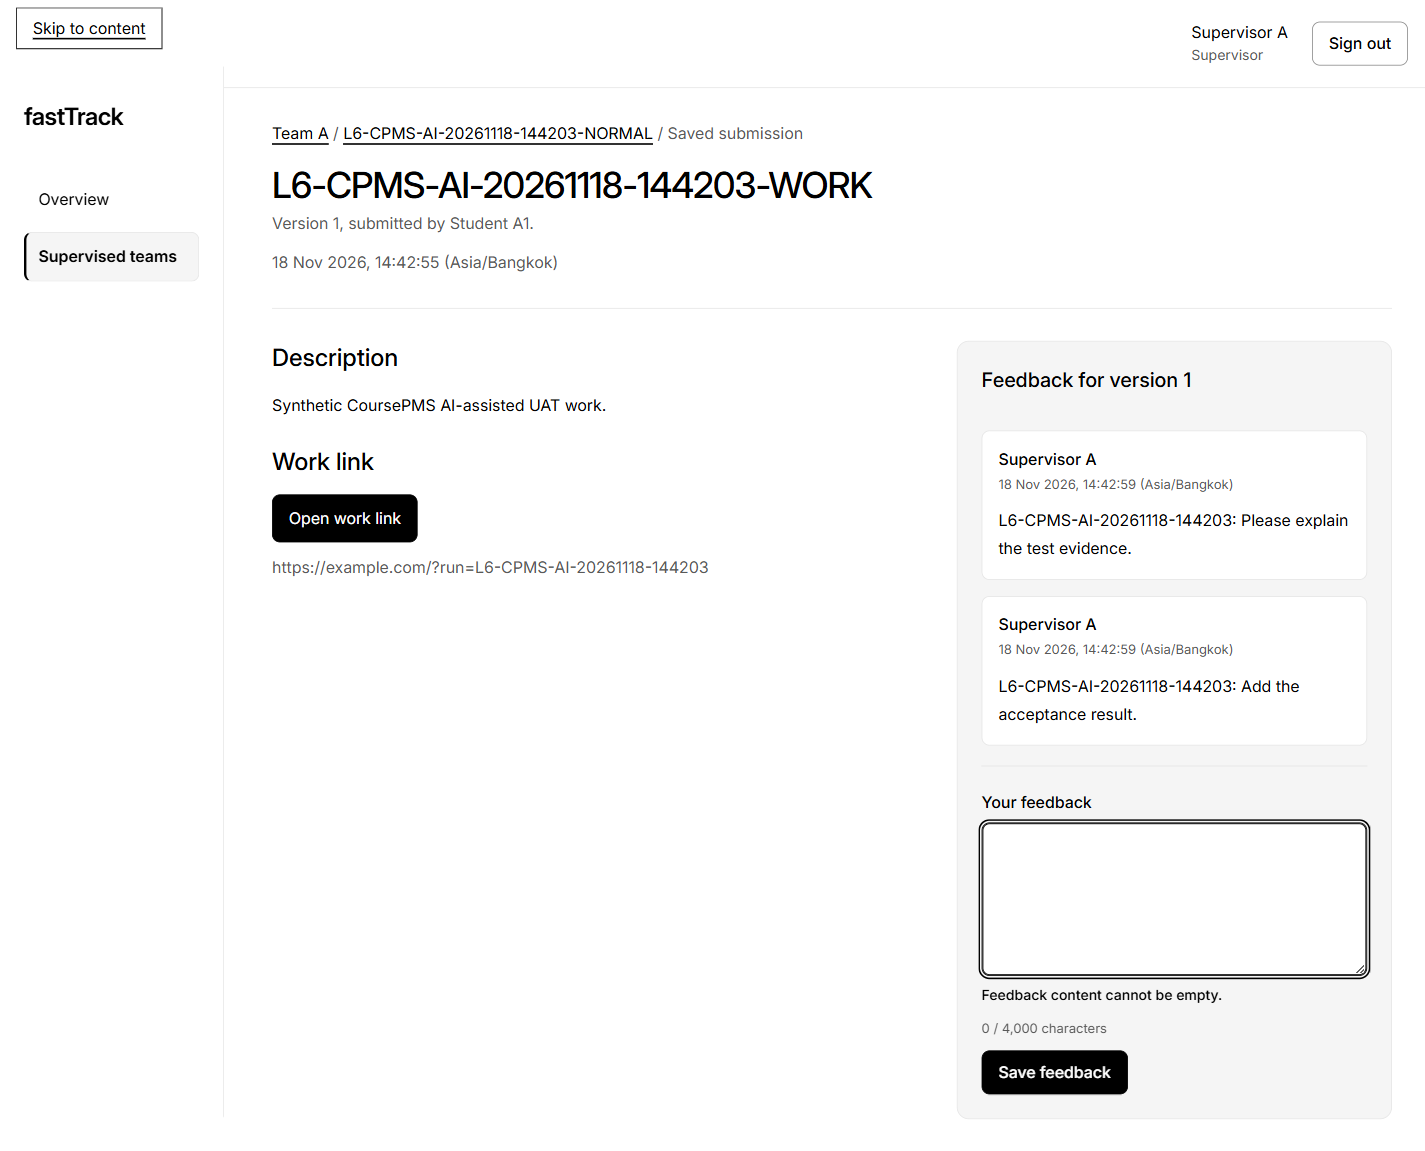 Skip to content
Supervisor A
Supervisor
Sign out
fastTrack
Overview
Supervised teams
Team A / L6-CPMS-AI-20261118-144203-NORMAL / Saved submission
L6-CPMS-AI-20261118-144203-WORK
Version 1, submitted by Student A1.
18 Nov 2026, 14:42:55 (Asia/Bangkok)
Description
Synthetic CoursePMS AI-assisted UAT work.
Work link
Open work link
https://example.com/?run=L6-CPMS-AI-20261118-144203
Feedback for version 1
Supervisor A
18 Nov 2026, 14:42:59 (Asia/Bangkok)
L6-CPMS-AI-20261118-144203: Please explain
the test evidence.
Supervisor A
18 Nov 2026, 14:42:59 (Asia/Bangkok)
L6-CPMS-AI-20261118-144203: Add the
acceptance result.
Your feedback
Feedback content cannot be empty.
0 / 4,000 characters
Save feedback